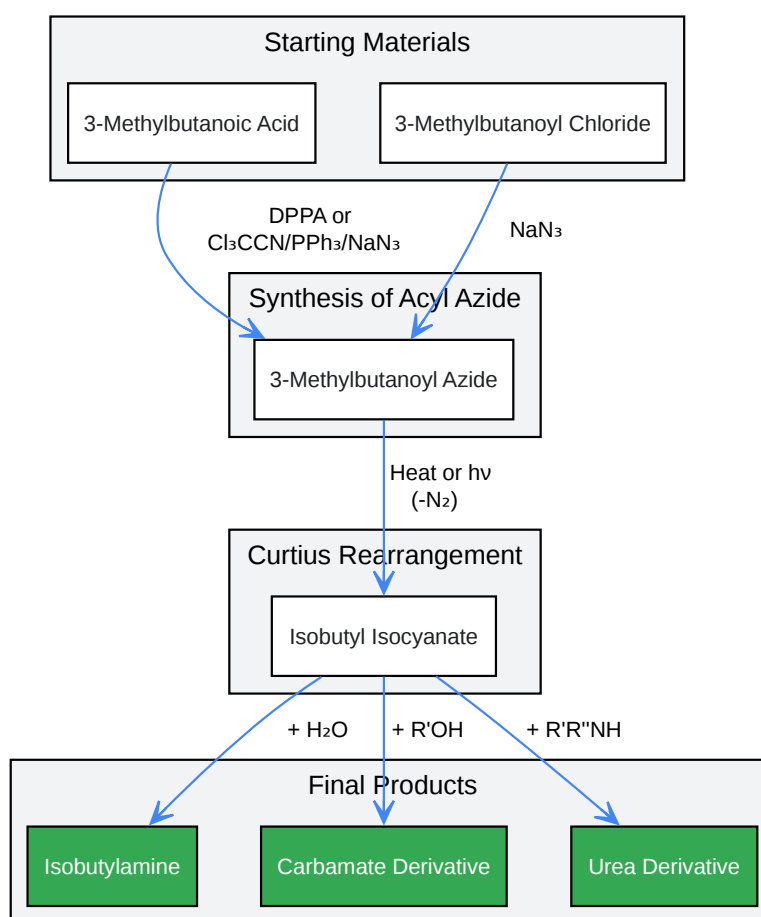 Starting Materials
3-Methylbutanoic Acid
3-Methylbutanoyl Chloride
DPPA or
Cl₃CCN/PPh₃/NaN₃
NaN₃
Synthesis of Acyl Azide
3-Methylbutanoyl Azide
Heat or hν
(-N₂)
Curtius Rearrangement
Isobutyl Isocyanate
+ H₂O
+ R'OH
+ R'R''NH
Final Products
Isobutylamine
Carbamate Derivative
Urea Derivative